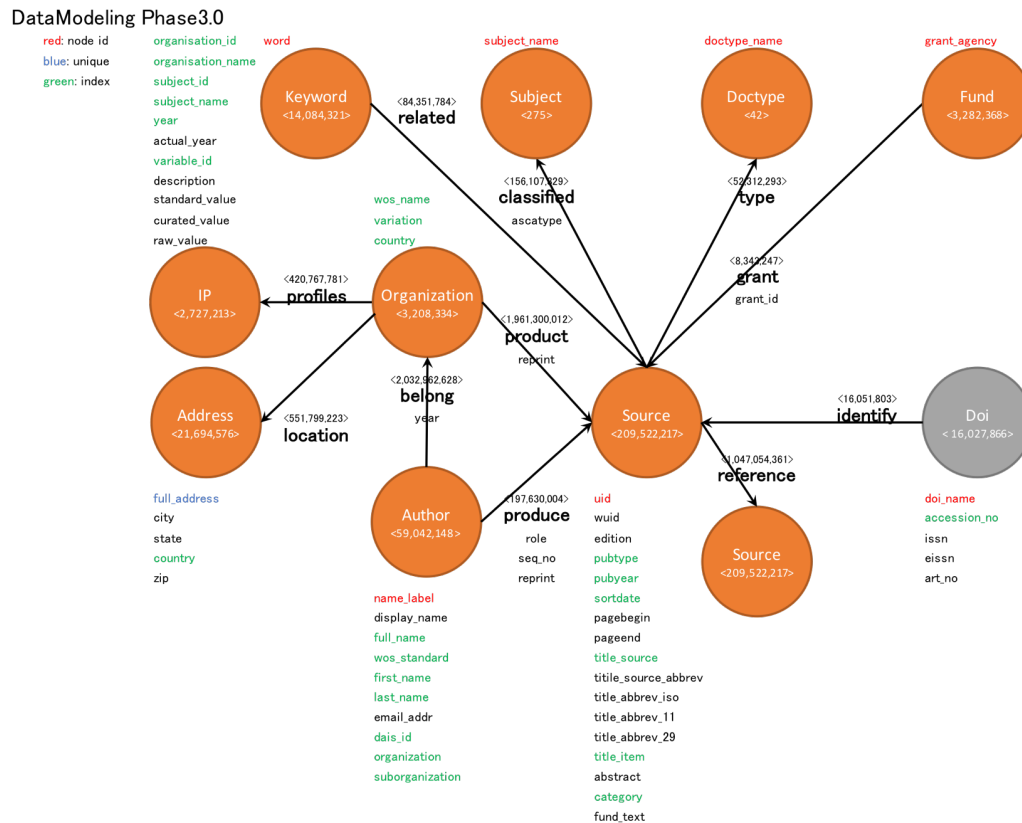 DataModeling Phase3.0
red: node id
blue: unique
green: index
organisation_id
organisation_name
subject_id
subject_name
year
actual_year
variable_id
description
standard_value
curated_value
raw_value
word
Keyword
<14,084,321>
<84,351,784>
related
subject_name
Subject
<275>
<156,107,829>
classified
ascatype
doctype_name
Doctype
<42>
<52,312,293>
type
grant_agency
Fund
<3,282,368>
<8,343,247>
grant
grant_id
wos_name
variation
country
IP
<2,727,213>
<420,767,781>
profiles
Organization
<3,208,334>
<1,961,300,012>
product
reprint
Address
<21,694,576>
<551,799,223>
location
<2,032,962,628>
belong
year
Source
<209,522,217>
<16,051,803>
identify
Doi
< 16,027,866>
<1,047,054,361>
reference
Author
<59,042,148>
<197,630,004>
produce
role
seq_no
reprint
Source
<209,522,217>
full_address
city
state
country
zip
name_label
display_name
full_name
wos_standard
first_name
last_name
email_addr
dais_id
organization
suborganization
uid
wuid
edition
pubtype
pubyear
sortdate
pagebegin
pageend
title_source
titile_source_abbrev
title_abbrev_iso
title_abbrev_11
title_abbrev_29
title_item
abstract
category
fund_text
doi_name
accession_no
issn
eissn
art_no